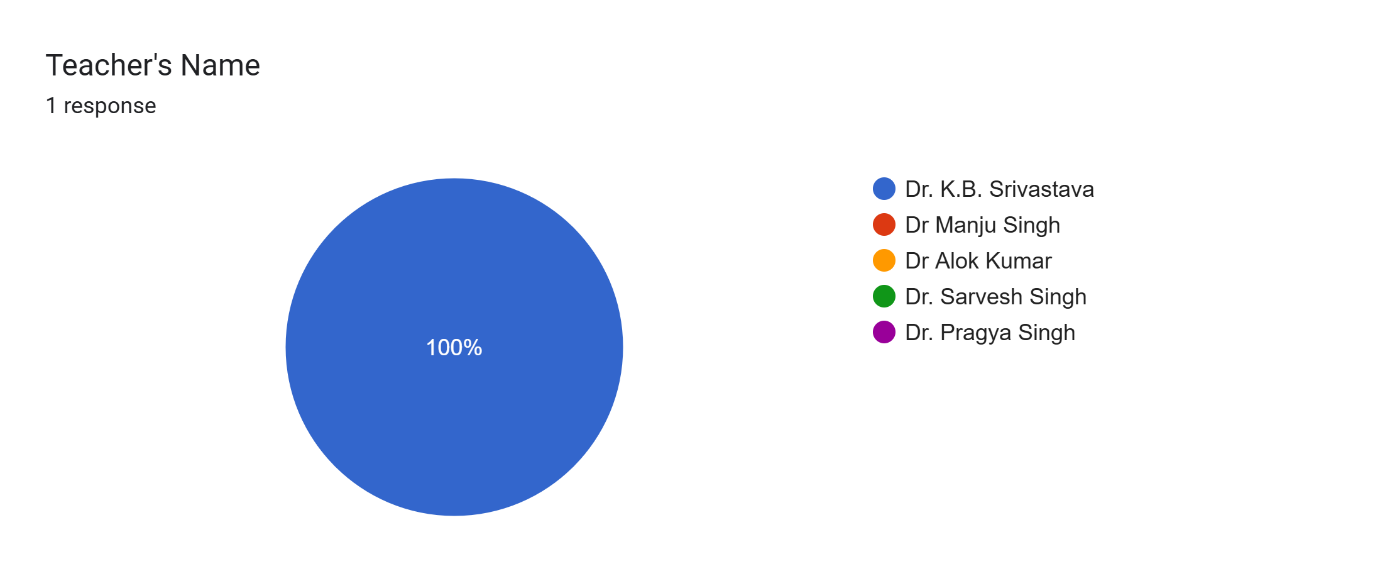 Teacher's Name
1 response
100%
Dr. K.B. Srivastava
Dr Manju Singh
Dr Alok Kumar
Dr. Sarvesh Singh
Dr. Pragya Singh